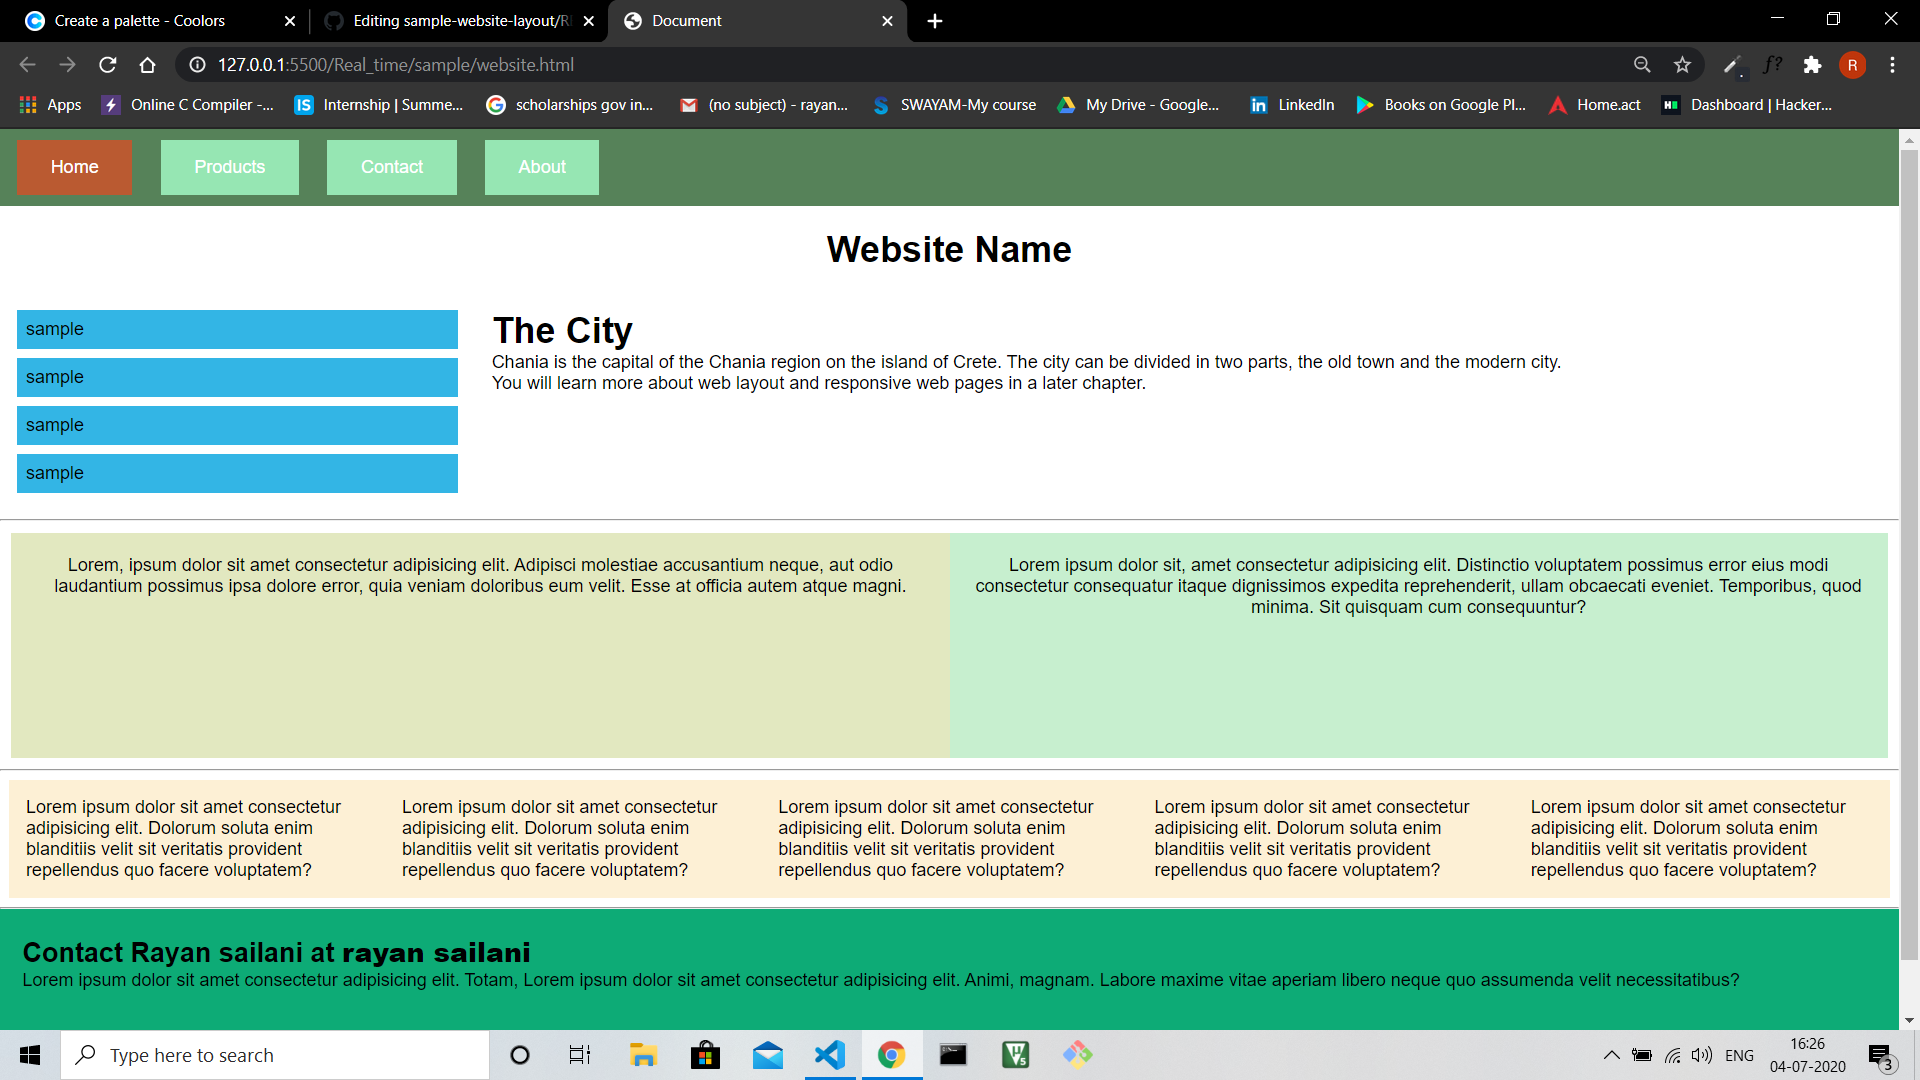 Create a palette - Coolors
Editing sample-website-layout/R
Document
127.0.0.1:5500/Real_time/sample/website.html
f?
R
Apps
Online C Compiler -...
IS
Internship | Summe...
scholarships gov in...
(no subject) - rayan...
SWAYAM-My course
My Drive - Google...
LinkedIn
Books on Google Pl...
Home.act
Dashboard | Hacker...
Home
Products
Contact
About
Website Name
sample
sample
sample
sample
The City
Chania is the capital of the Chania region on the island of Crete. The city can be divided in two parts, the old town and the modern city.
You will learn more about web layout and responsive web pages in a later chapter.
Lorem, ipsum dolor sit amet consectetur adipisicing elit. Adipisci molestiae accusantium neque, aut odio
laudantium possimus ipsa dolore error, quia veniam doloribus eum velit. Esse at officia autem atque magni.
Lorem ipsum dolor sit, amet consectetur adipisicing elit. Distinctio voluptatem possimus error eius modi
consectetur consequatur itaque dignissimos expedita reprehenderit, ullam obcaecati eveniet. Temporibus, quod
minima. Sit quisquam cum consequuntur?
Lorem ipsum dolor sit amet consectetur
adipisicing elit. Dolorum soluta enim
blanditiis velit sit veritatis provident
repellendus quo facere voluptatem?
Lorem ipsum dolor sit amet consectetur
adipisicing elit. Dolorum soluta enim
blanditiis velit sit veritatis provident
repellendus quo facere voluptatem?
Lorem ipsum dolor sit amet consectetur
adipisicing elit. Dolorum soluta enim
blanditiis velit sit veritatis provident
repellendus quo facere voluptatem?
Lorem ipsum dolor sit amet consectetur
adipisicing elit. Dolorum soluta enim
blanditiis velit sit veritatis provident
repellendus quo facere voluptatem?
Lorem ipsum dolor sit amet consectetur
adipisicing elit. Dolorum soluta enim
blanditiis velit sit veritatis provident
repellendus quo facere voluptatem?
Contact Rayan sailani at rayan sailani
Lorem ipsum dolor sit amet consectetur adipisicing elit. Totam, Lorem ipsum dolor sit amet consectetur adipisicing elit. Animi, magnam. Labore maxime vitae aperiam libero neque quo assumenda velit necessitatibus?
Type here to search
ENG
16:26
04-07-2020
3